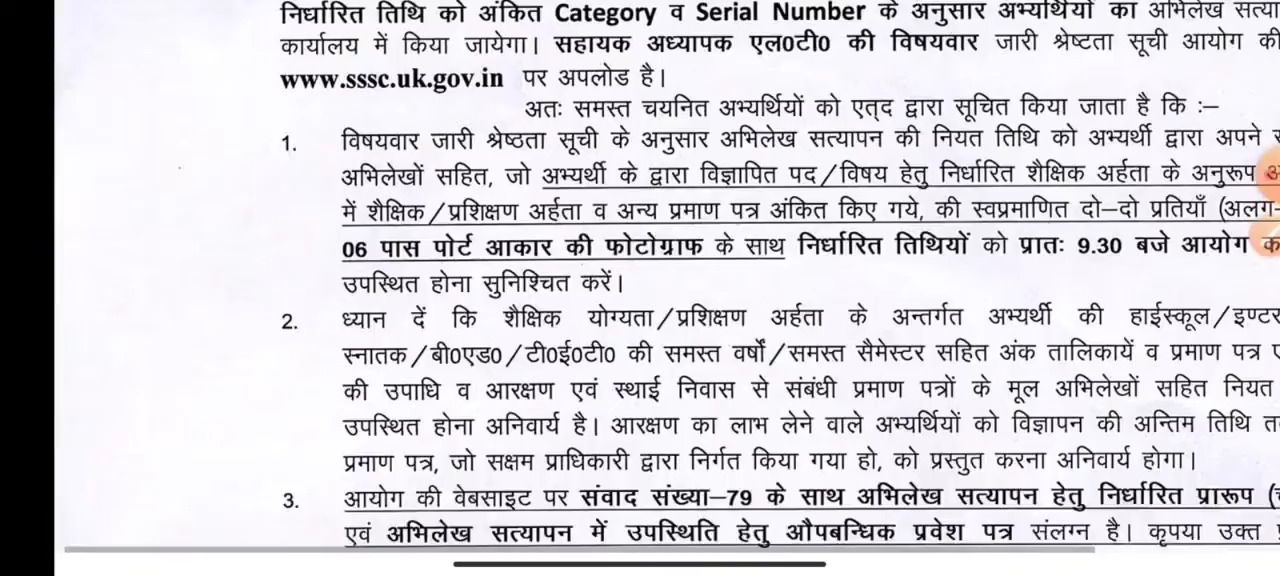 निर्धारित तिथि को अंकित Category व Serial Number के अनुसार अभ्यर्थियों का अभिलेख
कार्यालय में किया जायेगा। सहायक अध्यापक एल0टी0 की विषयवार जारी श्रेष्ठता सूची आयोग की
www.sssc.uk.gov.in पर अपलोड है।
अतः समस्त चयनित अभ्यर्थियों को एतद् द्वारा सूचित किया जाता है कि :–
1. विषयवार जारी श्रेष्ठता सूची के अनुसार अभिलेख सत्यापन की नियत तिथि को अभ्यर्थी द्वारा अपने
अभिलेखों सहित, जो अभ्यर्थी के द्वारा विज्ञापित पद/विषय हेतु निर्धारित शैक्षिक अर्हता के अनुरूप
में शैक्षिक/प्रशिक्षण अर्हता व अन्य प्रमाण पत्र अंकित किए गये, की स्वप्रमाणित दो–दो प्रतियाँ (अलग-
06 पास पोर्ट आकार की फोटोग्राफ के साथ निर्धारित तिथियों को प्रातः 9.30 बजे आयोग
उपस्थित होना सुनिश्चित करें।
2. ध्यान दें कि शैक्षिक योग्यता/प्रशिक्षण अर्हता के अन्तर्गत अभ्यर्थी की हाईस्कूल/
स्नातक/बी0एड0/टी0ई0टी0 की समस्त वर्षों/समस्त सैमेस्टर सहित अंक तालिकायें व प्रमाण पत्र
की उपाधि व आरक्षण एवं स्थाई निवास से संबंधी प्रमाण पत्रों के मूल अभिलेखों सहित नियत
उपस्थित होना अनिवार्य है। आरक्षण का लाभ लेने वाले अभ्यर्थियों को विज्ञापन की अन्तिम तिथि
प्रमाण पत्र, जो सक्षम प्राधिकारी द्वारा निर्गत किया गया हो, को प्रस्तुत करना अनिवार्य होगा।
3. आयोग की वेबसाइट पर संवाद संख्या–79 के साथ अभिलेख सत्यापन हेतु निर्धारित प्रारूप
एवं अभिलेख सत्यापन में उपस्थिति हेतु औपबन्धिक प्रवेश पत्र संलग्न है। कृपया उक्त